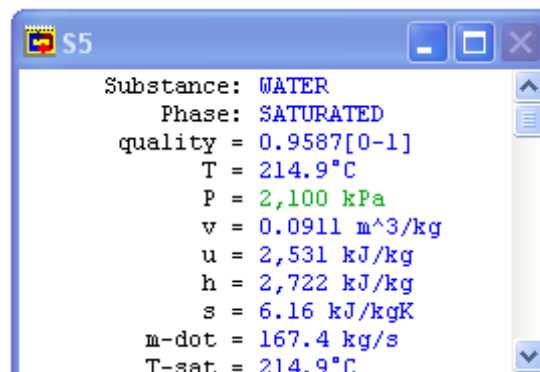 S5
Substance: WATER
Phase: SATURATED
quality = 0.9587[0-1]
T = 214.9°C
P = 2,100 kPa
v = 0.0911 m^3/kg
u = 2,531 kJ/kg
h = 2,722 kJ/kg
s = 6.16 kJ/kgK
m-dot = 167.4 kg/s
T-sat = 214.9°C